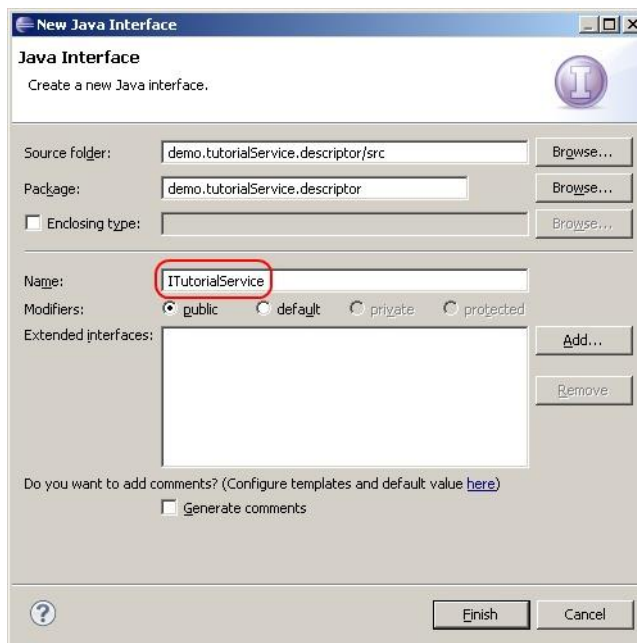 New Java Interface
Java Interface
Create a new Java interface.
Source folder: demo.tutorialService.descriptor/src Browse...
Package: demo.tutorialService.descriptor Browse...
Enclosing type: Browse...
Name: ITutorialService
Modifiers: public default private protected
Extended interfaces: Add...
Remove
Do you want to add comments? (Configure templates and default value here)
Generate comments
? Finish Cancel